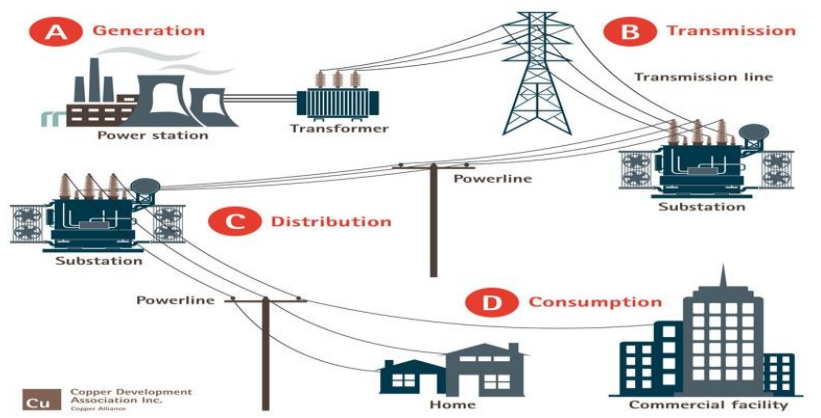 A Generation
B Transmission
Transmission line
Power station
Transformer
Powerline
Substation
C Distribution
Substation
Powerline
D Consumption
Cu
Copper Development
Association Inc.
Copper Alliance
Home
Commercial facility